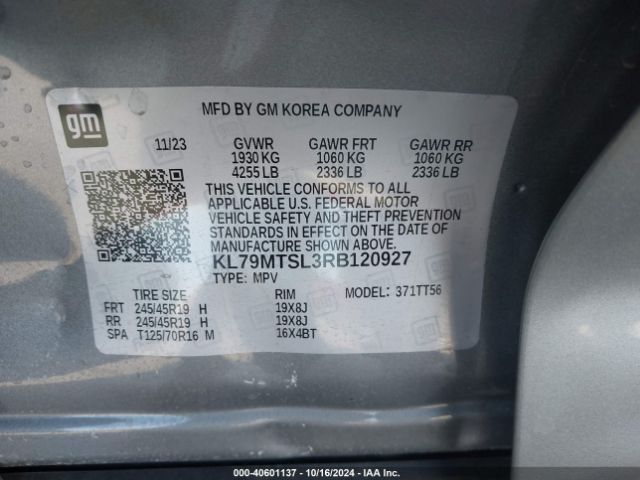 gm
MFD BY GM KOREA COMPANY
11/23 GVWR GAWR FRT GAWR RR
1930 KG 1060 KG 1060 KG
4255 LB 2336 LB 2336 LB
THIS VEHICLE CONFORMS TO ALL
APPLICABLE U.S. FEDERAL MOTOR
VEHICLE SAFETY AND THEFT PREVENTION
STANDARDS IN EFFECT ON THE DATE OF
MANUFACTURE SHOWN ABOVE.
KL79MTSL3RB120927
TYPE: MPV MODEL: 371TT56
TIRE SIZE RIM
FRT 245/45R19 H 19X8J
RR 245/45R19 H 19X8J
SPA T125/70R16 M 16X4BT
000-40601137 - 10/16/2024 - IAA Inc.